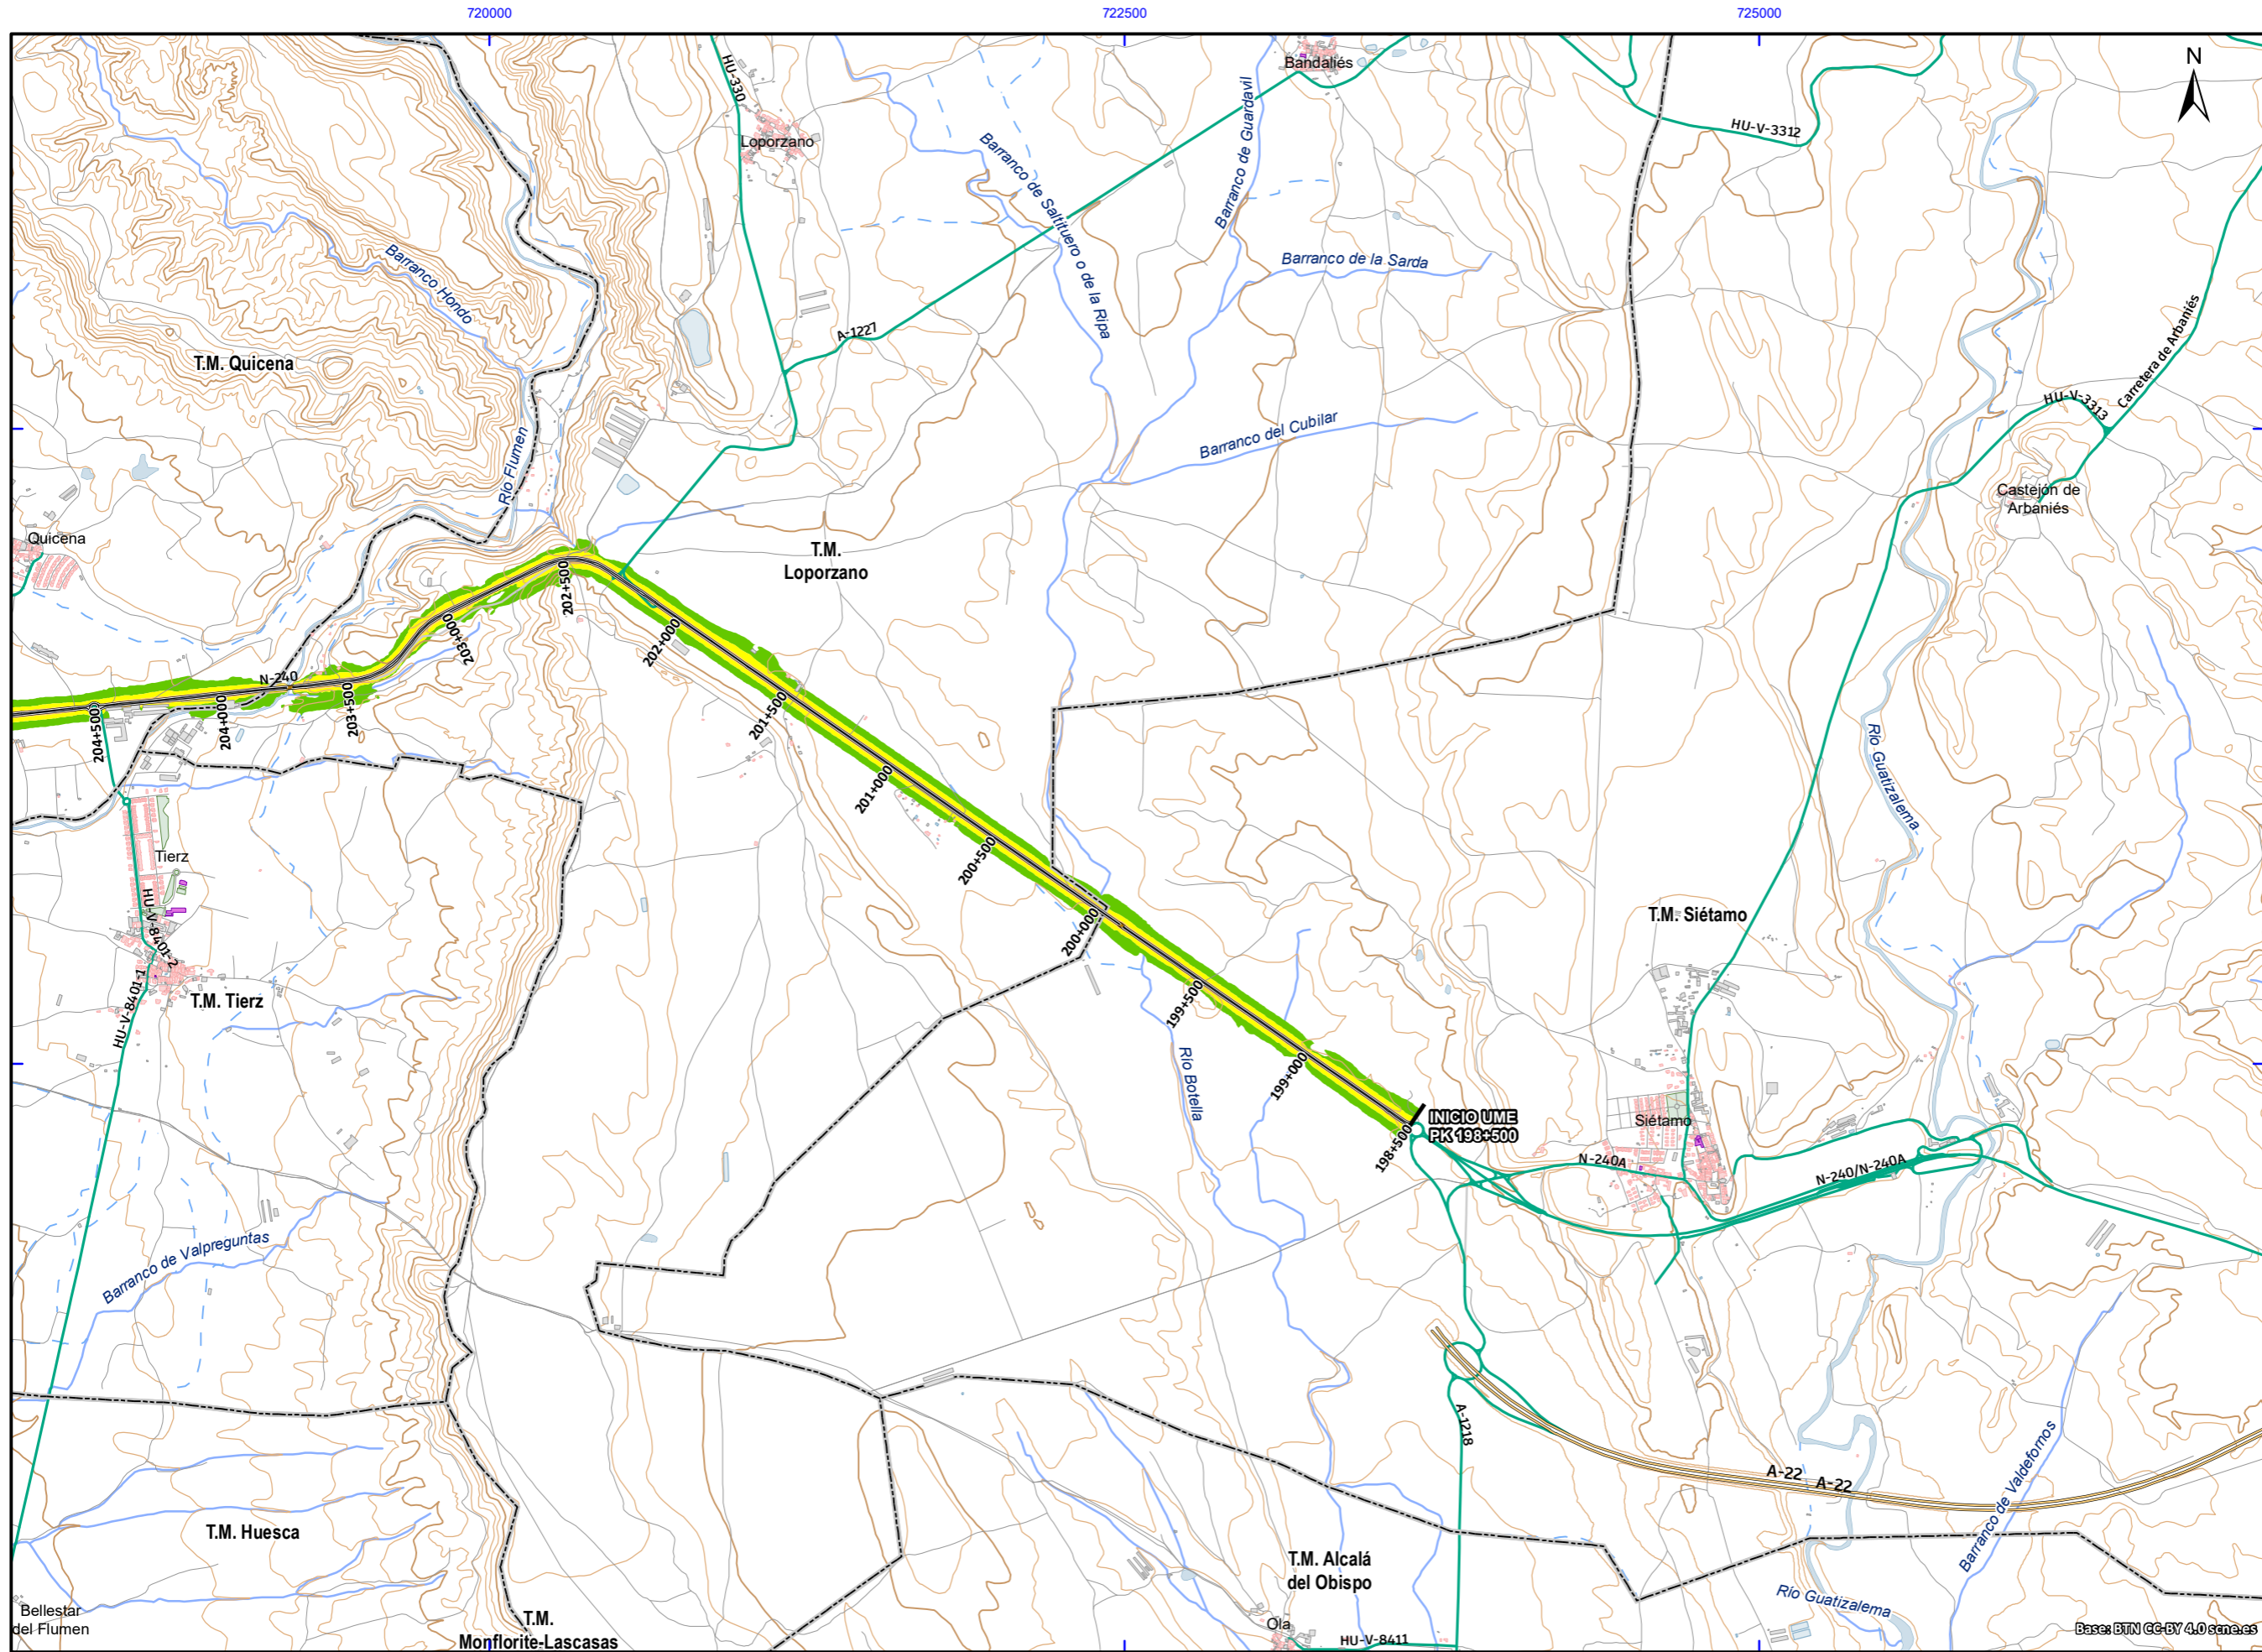 720000
722500
725000
N
HU-330
Loporzano
Bandaliés
HU-V-3312
Barranco de Saltituero o de la Ripa
Barranco de Guardavil
Barranco de la Sarda
Barranco Hondo
A-1227
T.M. Quicena
Carretera de Arbaniés
HU-V-3313
Barranco del Cubilar
Río Flumen
Castejón de
Arbaniés
Quicena
T.M.
Loporzano
202+500
203+000
202+000
N-240
203+500
204+000
204+500
201+500
201+000
200+500
200+000
199+500
199+000
198+500
Río Guatizalema
Tierz
HU-V-8401-2
HU-V-8401-1
T.M. Tierz
T.M. Siétamo
Río Botella
INICIO UME
PK 198+500
Siétamo
N-240A
N-240/N-240A
Barranco de Valpreguntas
A-1218
A-22
A-22
Barranco de Valdefornos
T.M. Huesca
T.M. Alcalá
del Obispo
Río Guatizalema
Bellestar
del Flumen
T.M.
Monflorite-Lascasas
Ola
HU-V-8411
Base: BTN CC-BY 4.0 scne.es